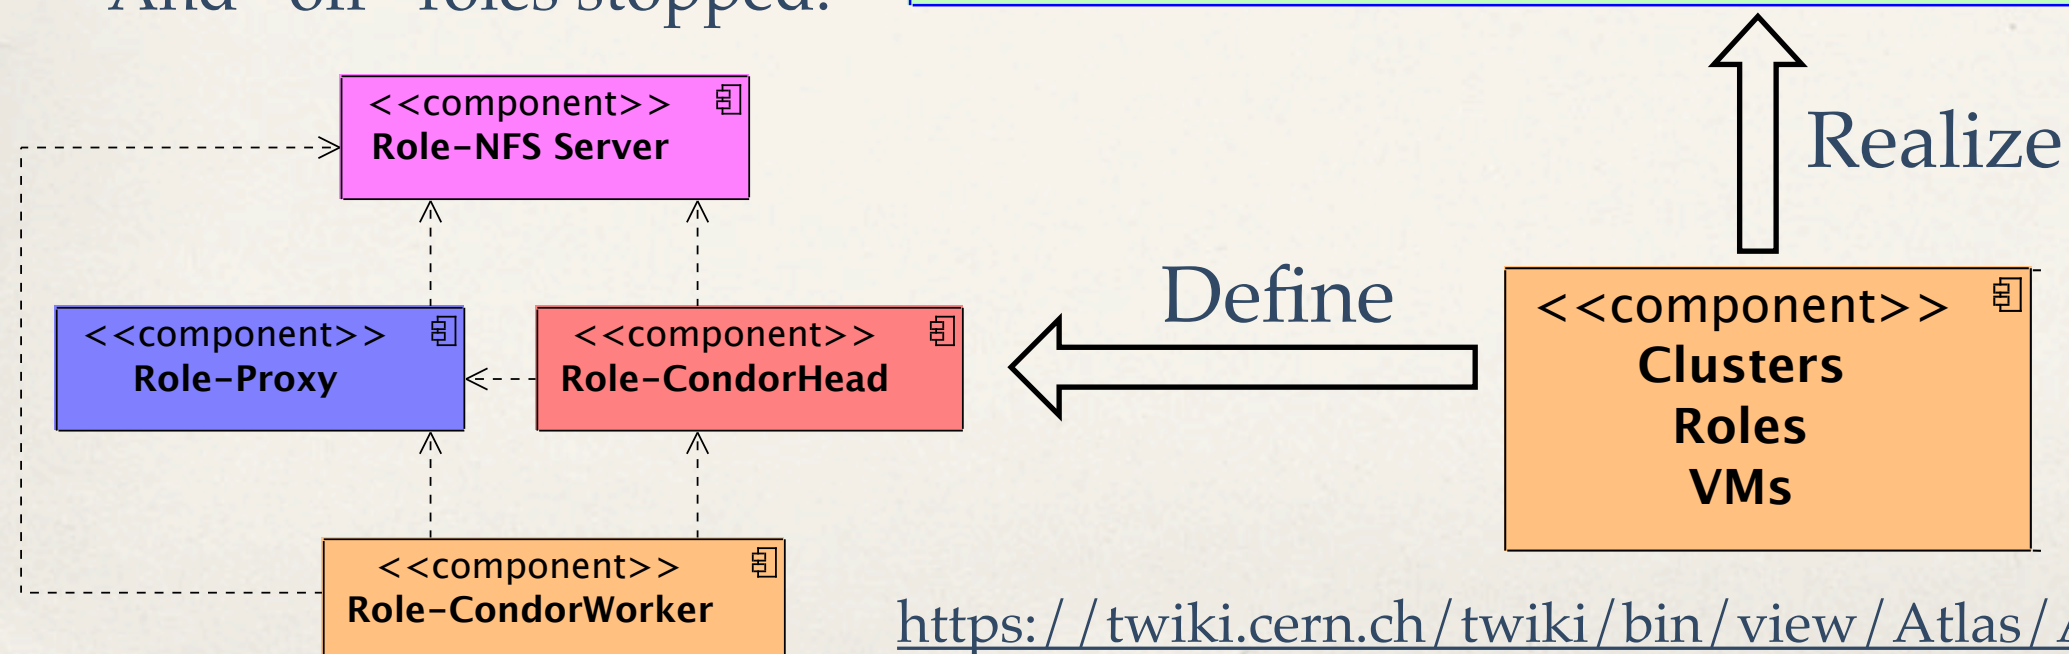 <<component>>
Role-NFS Server
Realize
<<component>>
Role-Proxy
<<component>>
Role-CondorHead
Define
<<component>>
Clusters
Roles
VMs
<<component>>
Role-CondorWorker
https://twiki.cern.ch/twiki/bin/view/Atlas/